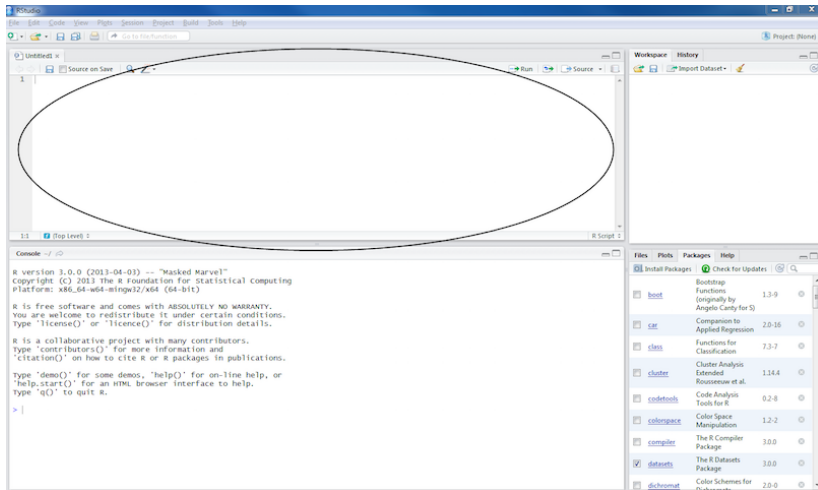 RStudio
File Edit Code View Plots Session Project Build Tools Help
Go to file/function
Project: (None)
Untitled1 ×
Source on Save
Run
Source
1
1:1 (Top Level)
R Script
Console ~/
R version 3.0.0 (2013-04-03) -- "Masked Marvel"
Copyright (C) 2013 The R Foundation for Statistical Computing
Platform: x86_64-w64-mingw32/x64 (64-bit)
R is free software and comes with ABSOLUTELY NO WARRANTY.
You are welcome to redistribute it under certain conditions.
Type 'license()' or 'licence()' for distribution details.
R is a collaborative project with many contributors.
Type 'contributors()' for more information and
'citation()' on how to cite R or R packages in publications.
Type 'demo()' for some demos, 'help()' for on-line help, or
'help.start()' for an HTML browser interface to help.
Type 'q()' to quit R.
>
Workspace History
Import Dataset
Files Plots Packages Help
Install Packages Check for Updates
boot Bootstrap Functions (originally by Angelo Canty for S) 1.3-9
car Companion to Applied Regression 2.0-16
class Functions for Classification 7.3-7
cluster Cluster Analysis Extended Rousseeuw et al. 1.14.4
codetools Code Analysis Tools for R 0.2-8
colorspace Color Space Manipulation 1.2-2
compiler The R Compiler Package 3.0.0
datasets The R Datasets Package 3.0.0
dichromat Color Schemes for 2.0-0